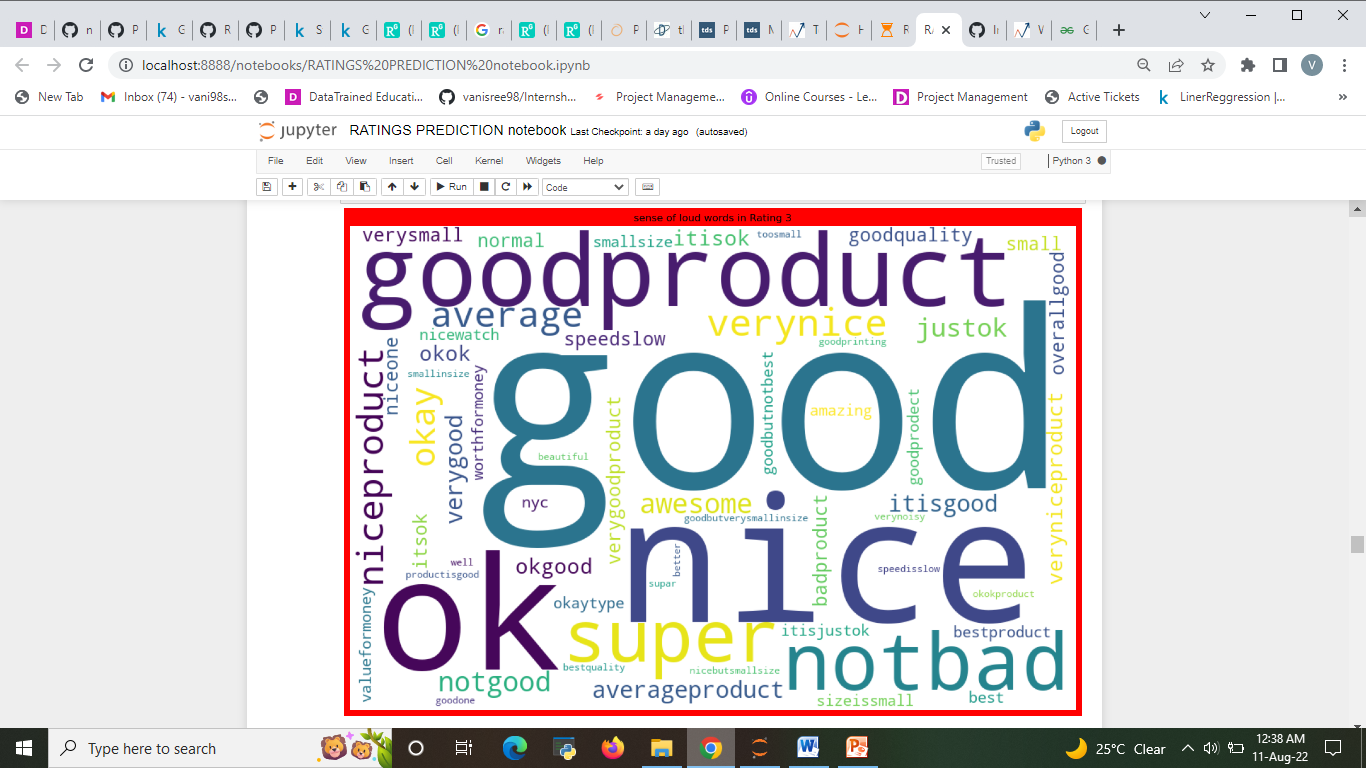 D
n
P
G
R
P
S
G
(I
(I
r
(I
(I
P
tl
tds P
tds M
T
H
R
RA
Ir
W
G
localhost:8888/notebooks/RATINGS%20PREDICTION%20notebook.ipynb
V
New Tab
Inbox (74) - vani98s...
DataTrained Educati...
vanisree98/Internsh...
Project Manageme...
Online Courses - Le...
Project Management
Active Tickets
LinerReggression |...
»
jupyter RATINGS PREDICTION notebook Last Checkpoint: a day ago (autosaved)
Logout
File Edit View Insert Cell Kernel Widgets Help
Trusted
Python 3
Run
Code
sense of loud words in Rating 3
verysmall
normal
smallsize
itisok
toosmall
goodquality
small
goodproduct
average
verynice
justok
overallgood
nicewatch
speedslow
goodprinting
okok
niceone
smallinsize
niceproduct
okay
worthformoney
verygood
good
goodbutnotbest
amazing
goodprodect
verygoodproduct
beautiful
nyc
awesome
itisgood
goodbutverysmallinsize
verynoisy
veryniceproduct
itsok
nice
badproduct
well
okgood
productisgood
better
supar
speedisslow
okokproduct
ok
okaytype
valueformoney
super
itisjustok
bestproduct
notbad
bestquality
nicebutsmallsize
notgood
averageproduct
goodone
sizeissmall
best
Type here to search
25°C Clear
12:38 AM
11-Aug-22